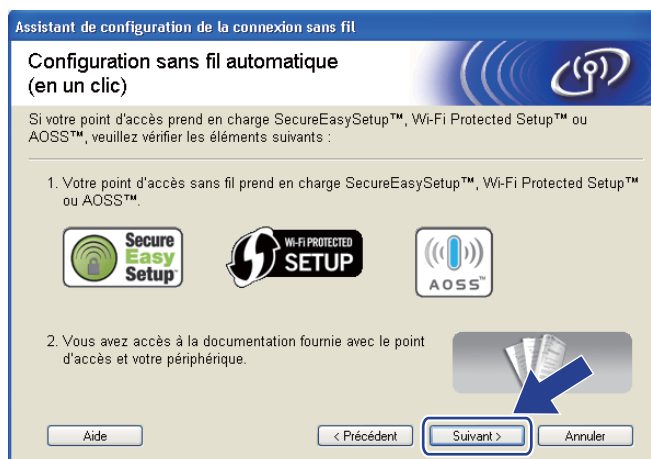 Assistant de configuration de la connexion sans fil
Configuration sans fil automatique
(en un clic)
Si votre point d'accès prend en charge SecureEasySetup™, Wi-Fi Protected Setup™ ou
AOSS™, veuillez vérifier les éléments suivants :
1. Votre point d'accès sans fil prend en charge SecureEasySetup™, Wi-Fi Protected Setup™
ou AOSS™.
Secure
Easy
Setup™
Wi-Fi PROTECTED
SETUP
AOSS™
2. Vous avez accès à la documentation fournie avec le point
d'accès et votre périphérique.
Aide
< Précédent
Suivant >
Annuler